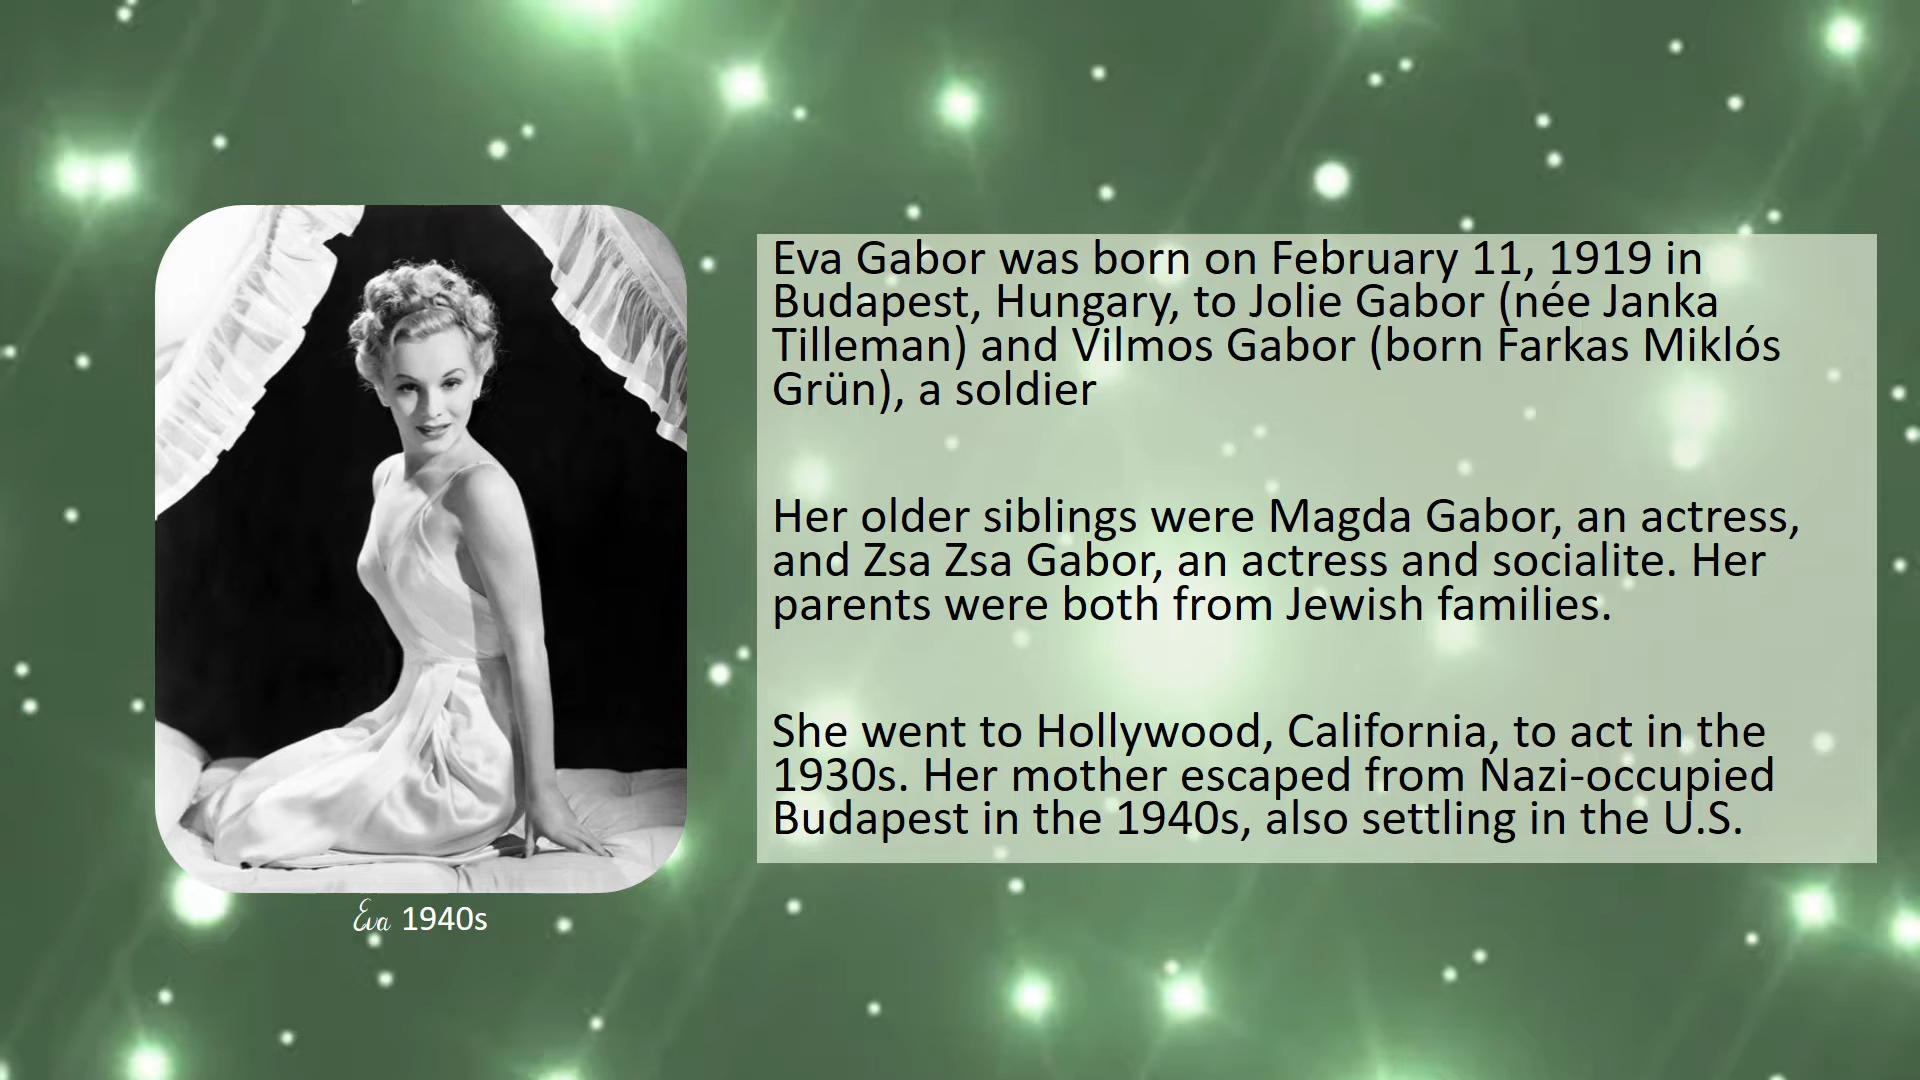 Eva Gabor was born on February 11, 1919 in
Budapest, Hungary, to Jolie Gabor (née Janka
Tilleman) and Vilmos Gabor (born Farkas Miklós
Grün), a soldier
Her older siblings were Magda Gabor, an actress,
and Zsa Zsa Gabor, an actress and socialite. Her
parents were both from Jewish families.
She went to Hollywood, California, to act in the
1930s. Her mother escaped from Nazi-occupied
Budapest in the 1940s, also settling in the U.S.
Eva 1940s